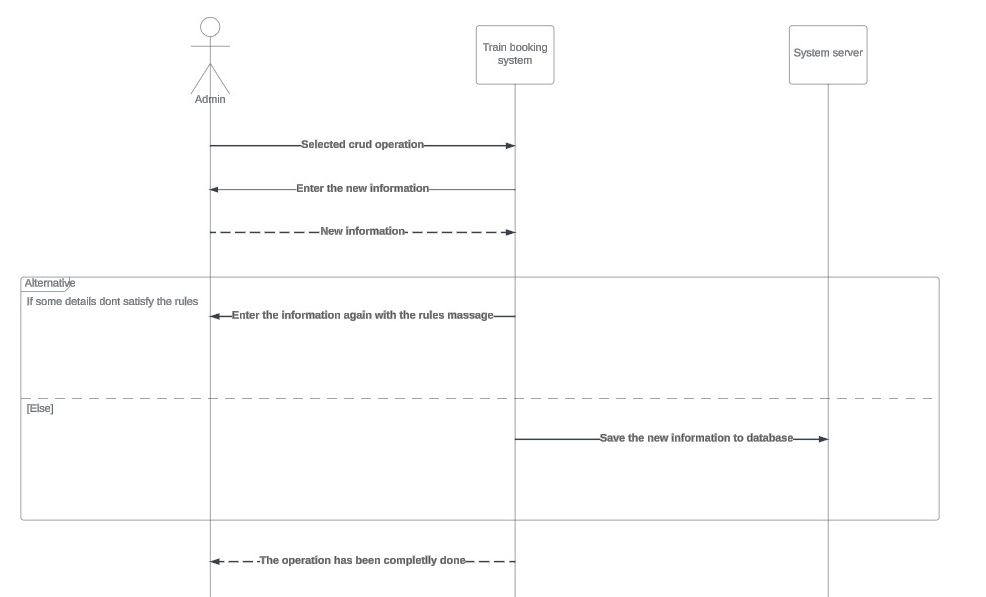 Admin
Train booking
system
System server
Selected crud operation
Enter the new information
New information
Alternative
If some details dont satisfy the rules
Enter the information again with the rules massage
[Else]
Save the new information to database
The operation has been completlly done